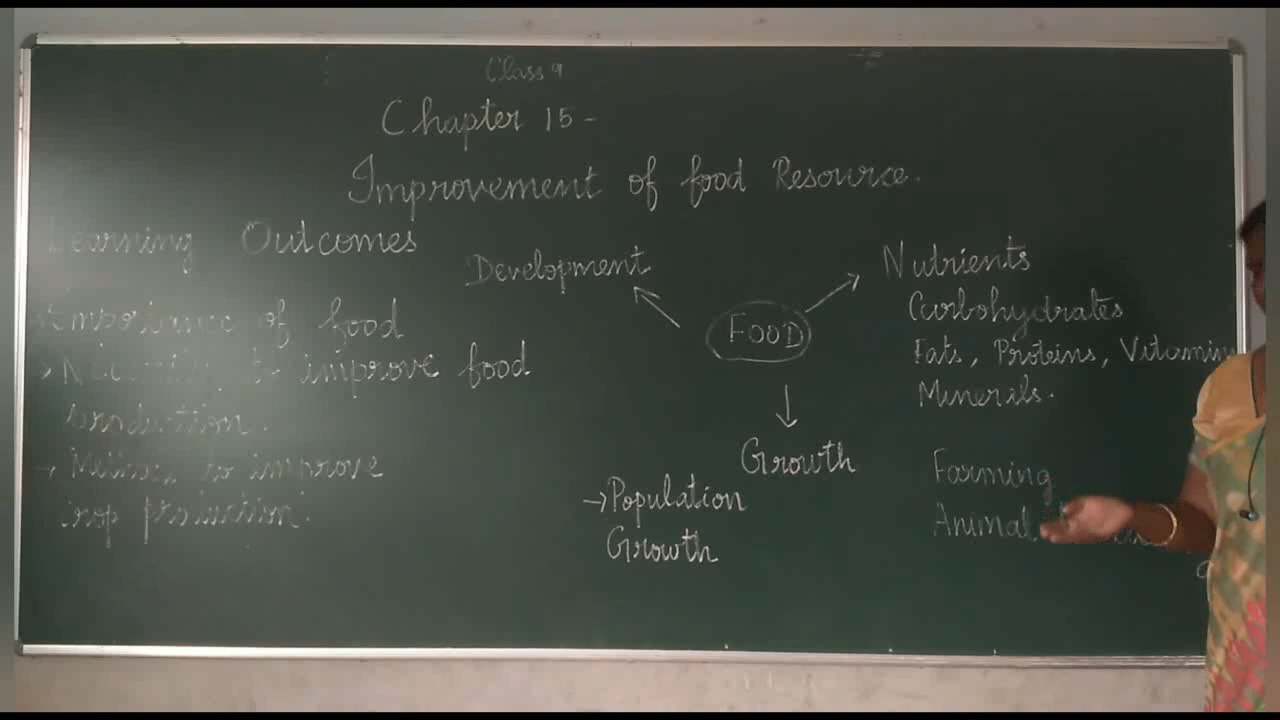 Class 9
Chapter 15 -
Improvement of food Resource.
Learning Outcomes
Importance of food
→ Necessity to improve food
production.
→ Methods to improve
crop production.
Development
FOOD
Growth
→ Population
Growth
Nutrients
Carbohydrates
Fats, Proteins, Vitamins
Minerals.
Farming
Animal